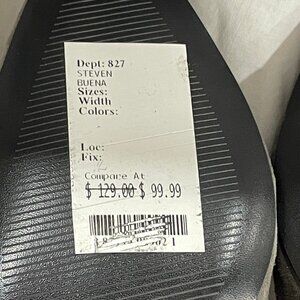 Dept: 827
STEVEN
BUENA
Sizes:
Width
Colors:
Loc:
Fix:
Compare At
$ 129.00 $ 99.99